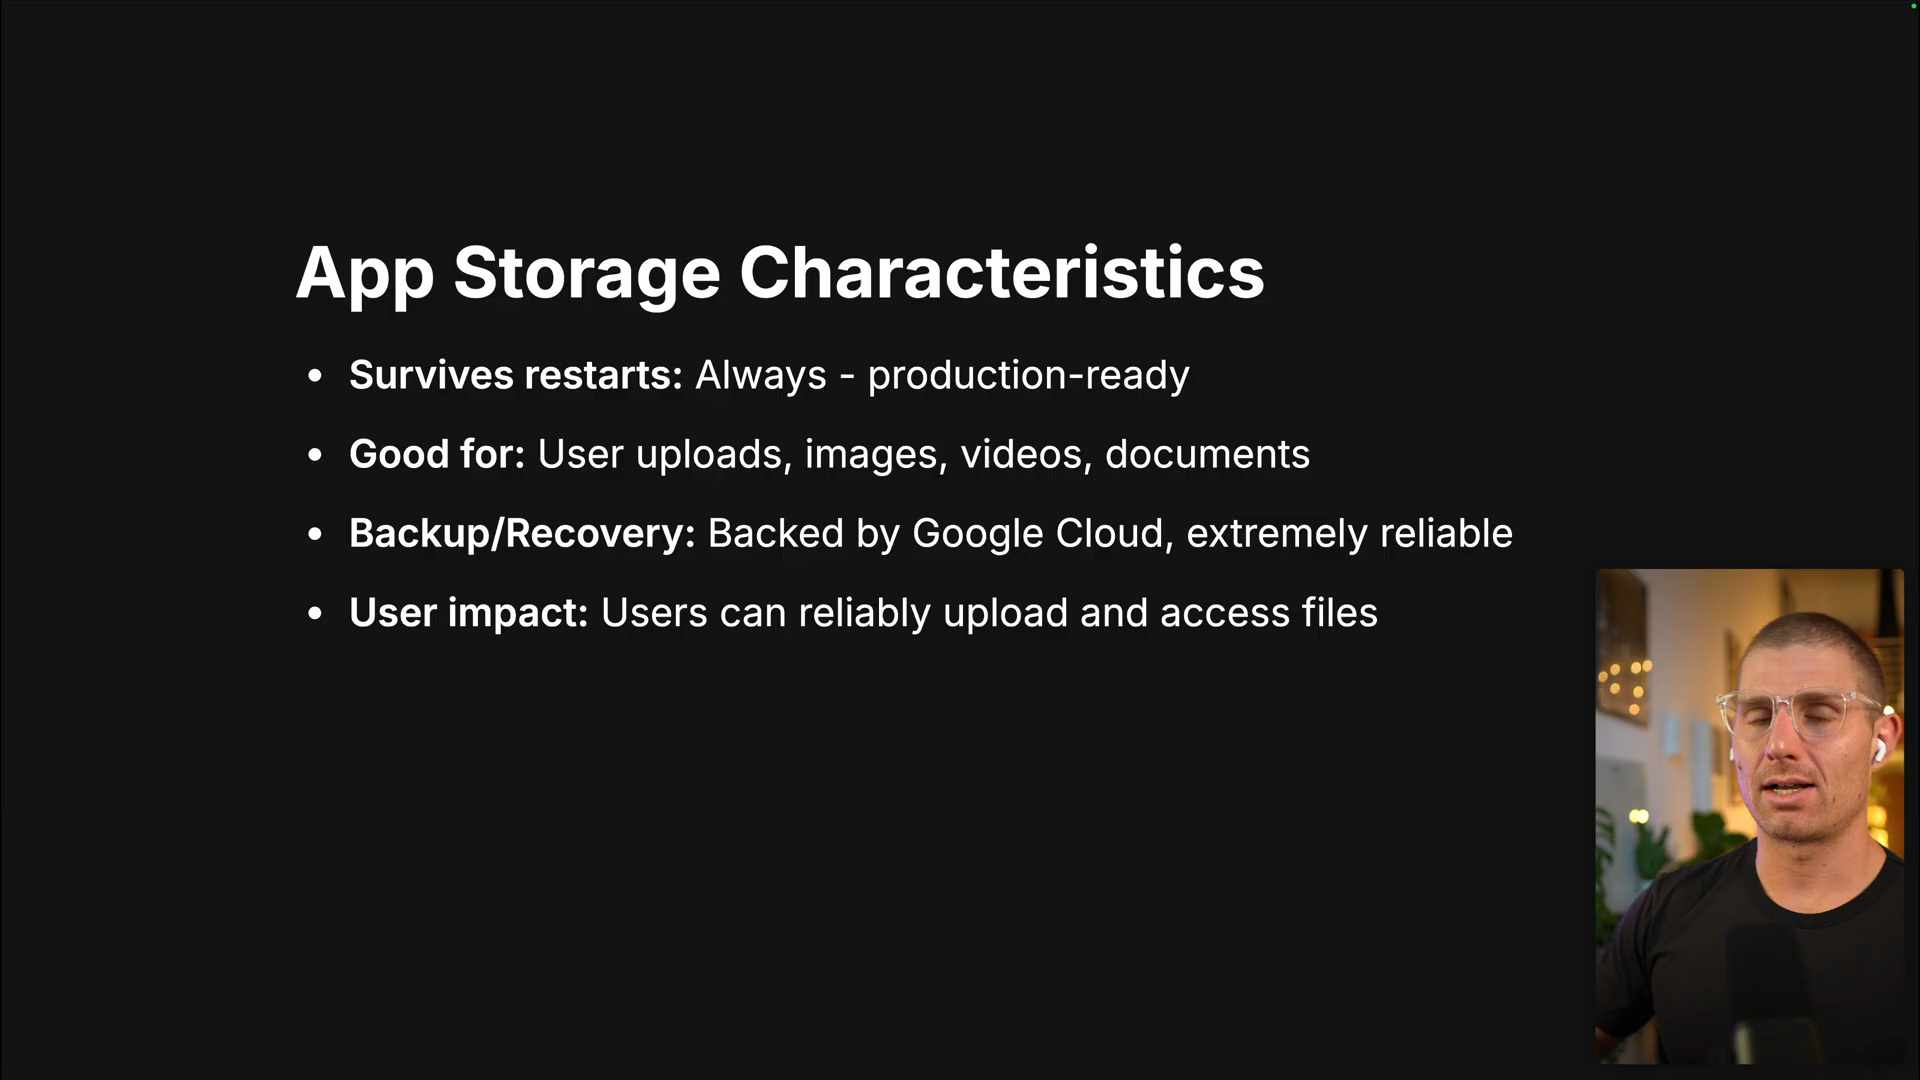 App Storage Characteristics
• Survives restarts: Always - production-ready
• Good for: User uploads, images, videos, documents
• Backup/Recovery: Backed by Google Cloud, extremely reliable
• User impact: Users can reliably upload and access files